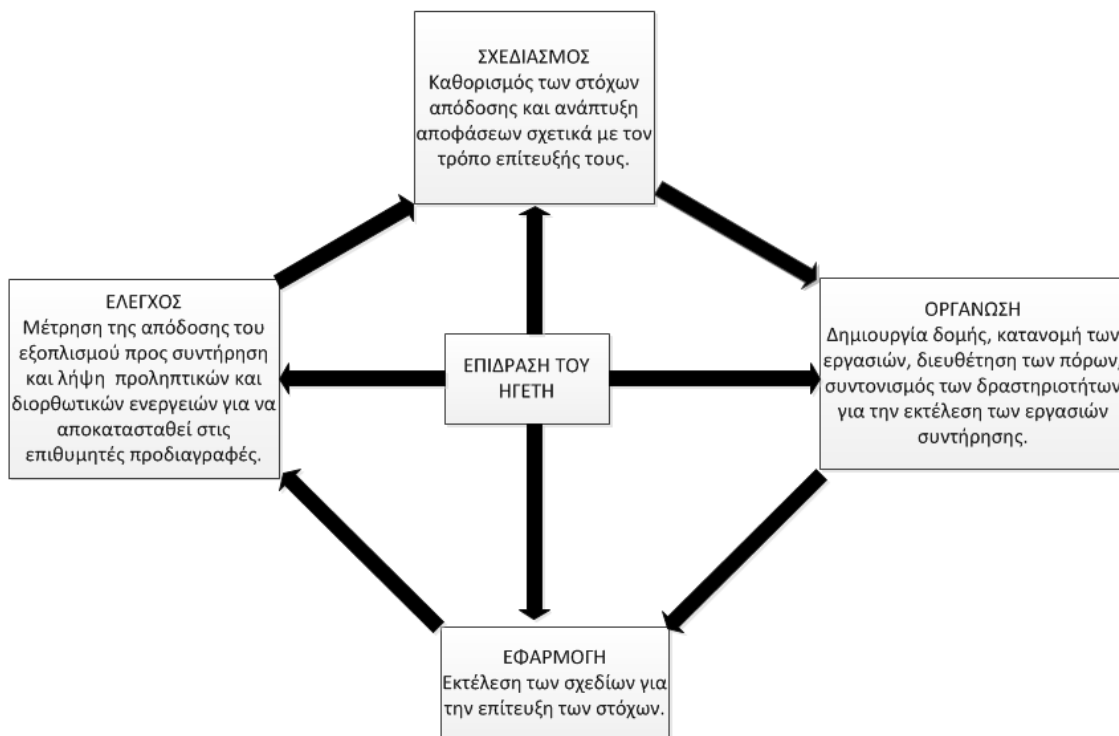 ΣΧΕΔΙΑΣΜΟΣ
Καθορισμός των στόχων
απόδοσης και ανάπτυξη
αποφάσεων σχετικά με τον
τρόπο επίτευξής τους.
ΕΛΕΓΧΟΣ
Μέτρηση της απόδοσης του
εξοπλισμού προς συντήρηση
και λήψη προληπτικών και
διορθωτικών ενεργειών για να
αποκατασταθεί στις
επιθυμητές προδιαγραφές.
ΕΠΙΔΡΑΣΗ ΤΟΥ
ΗΓΕΤΗ
ΟΡΓΑΝΩΣΗ
Δημιουργία δομής, κατανομή των
εργασιών, διευθέτηση των πόρων,
συντονισμός των δραστηριοτήτων
για την εκτέλεση των εργασιών
συντήρησης.
ΕΦΑΡΜΟΓΗ
Εκτέλεση των σχεδίων για
την επίτευξη των στόχων.